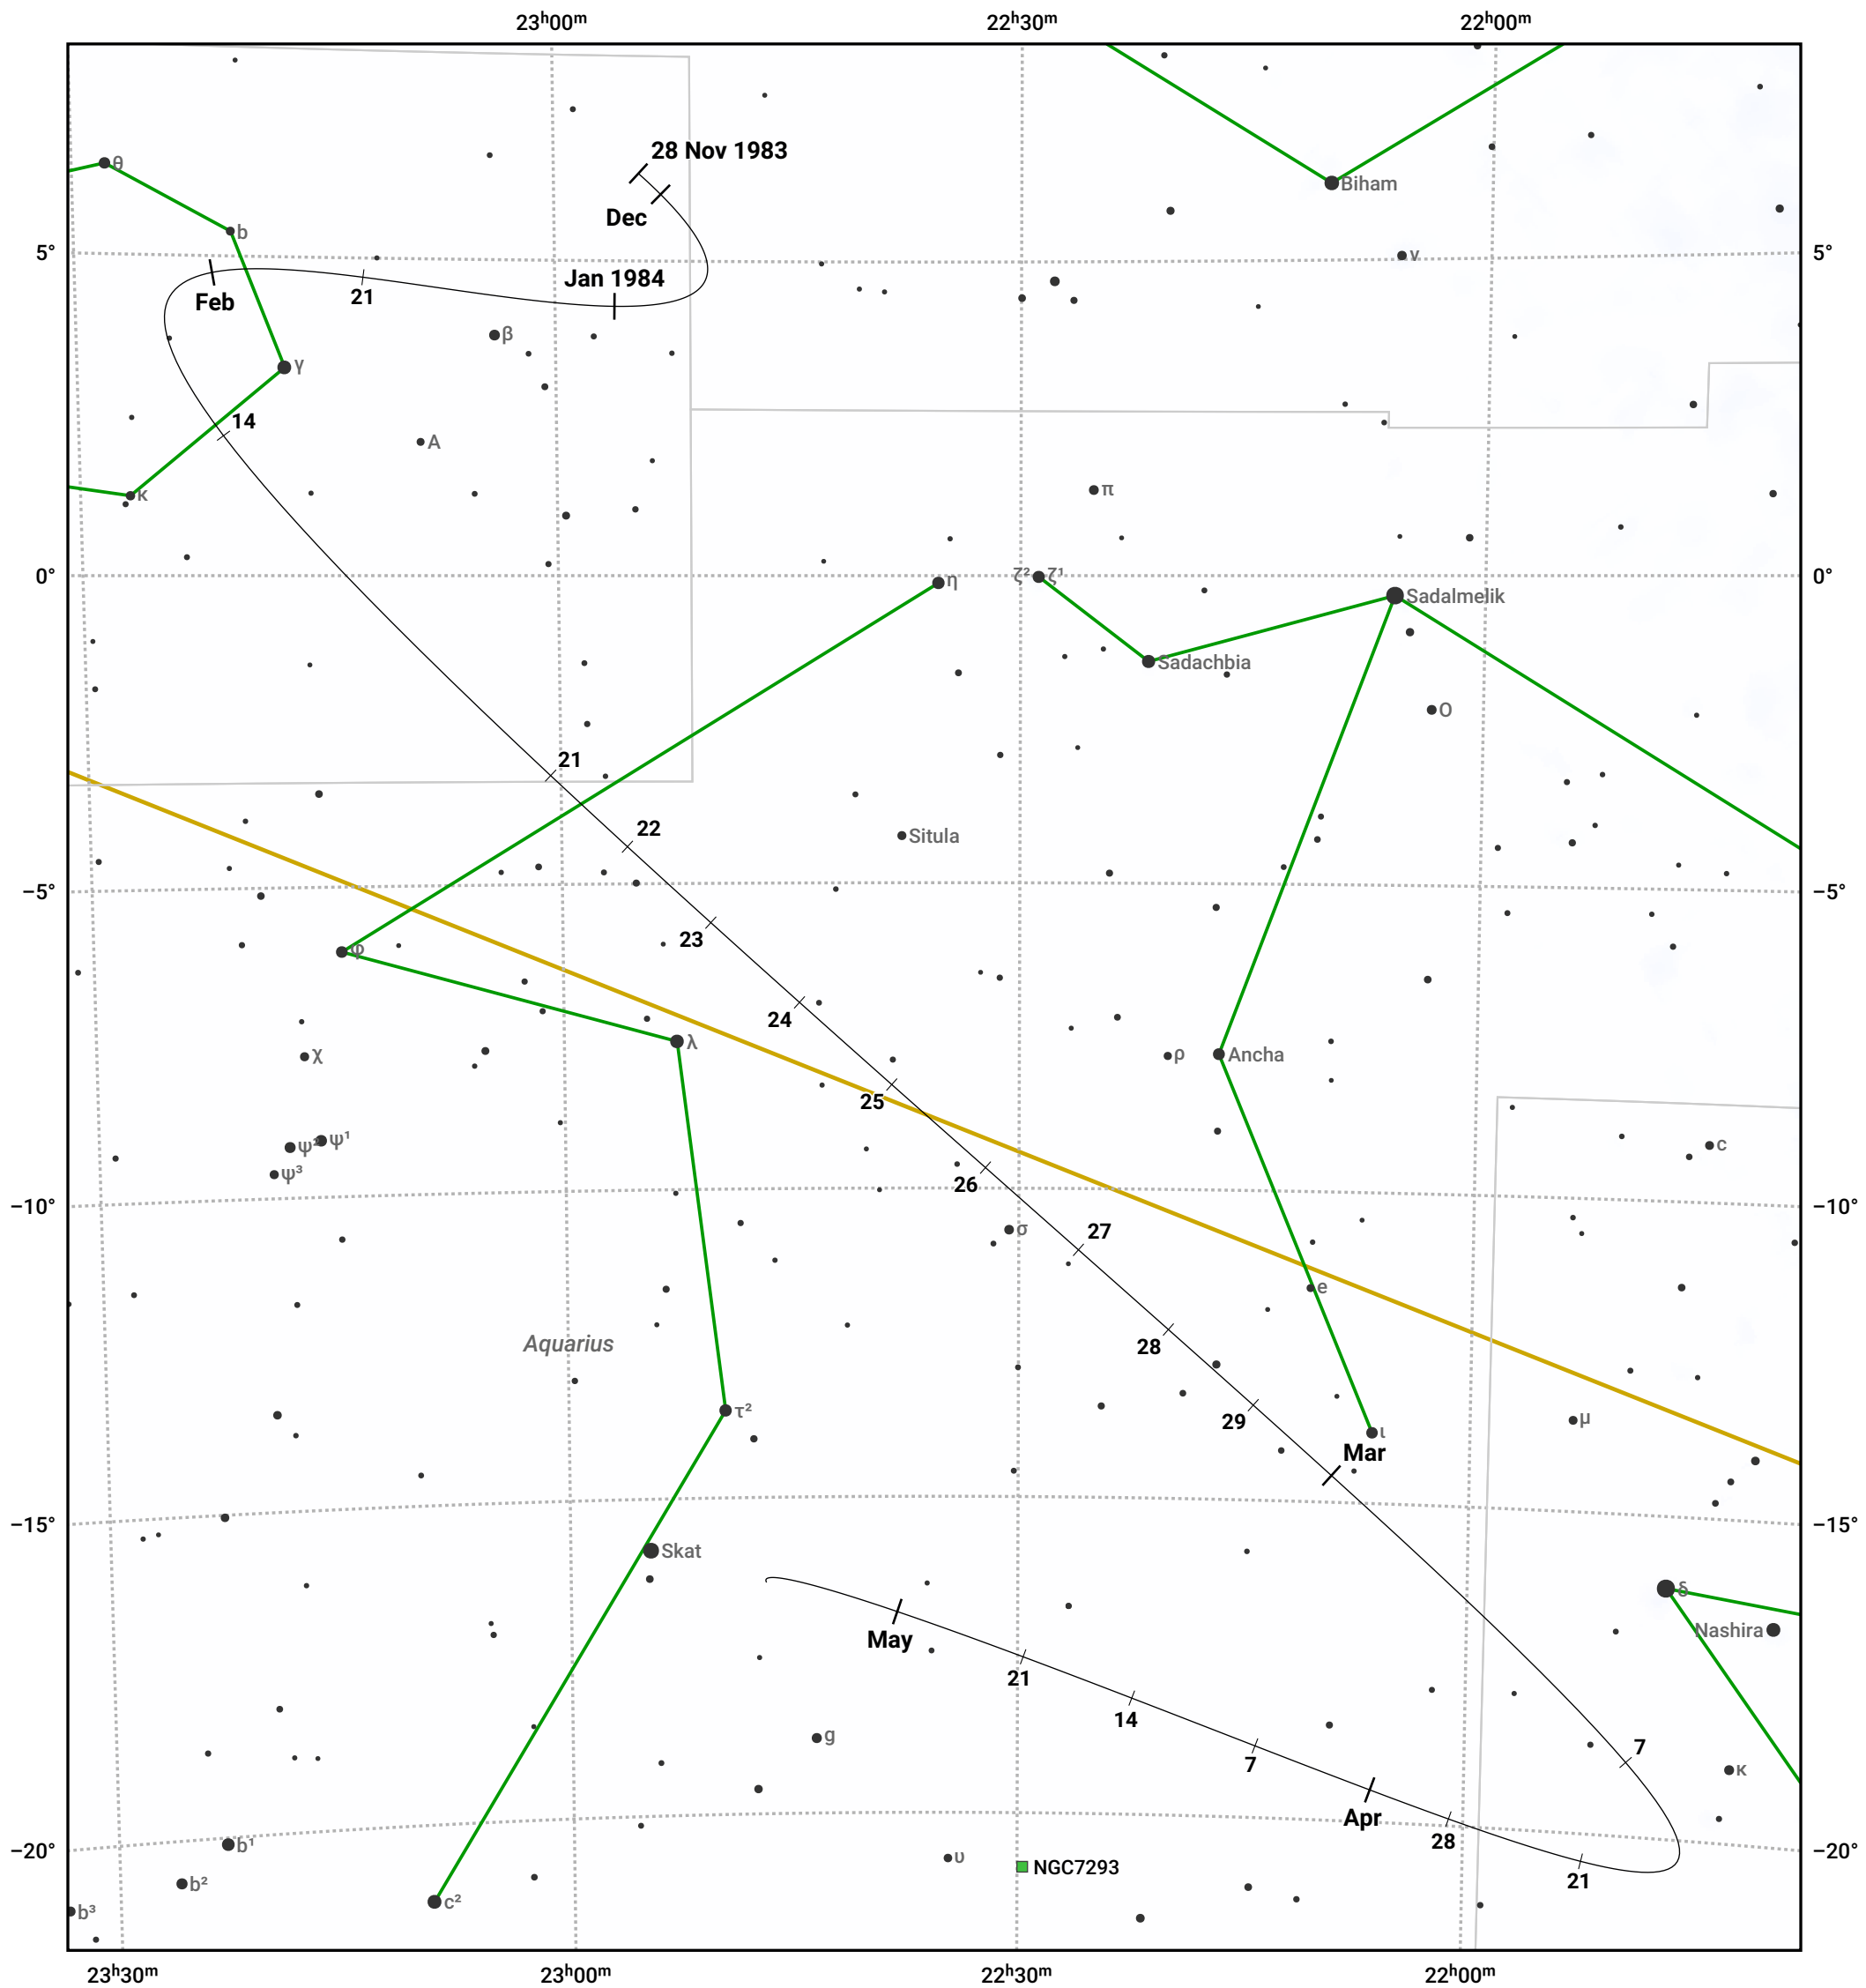 23ʰ00ᵐ 22ʰ30ᵐ 22ʰ00ᵐ
28 Nov 1983
θ
Biham
Dec
b
5° ν 5°
Jan 1984
21
Feb
β
γ
14
A
κ
π
0° η ζ² ζ¹ 0°
Sadalmelik
Sadachbia
O
21
22
Situla
−5° −5°
23
φ
24
λ
χ ρ Ancha
25
ψ² ψ¹
c
ψ³
26
−10° −10°
27
σ
e
28
Aquarius
τ²
29
μ
ι
Mar
−15° −15°
Skat
δ
Nashira
May
21
14
g
7
7
κ
Apr
28
b¹
−20° −20°
υ NGC7293
21
b²
c²
b³
23ʰ30ᵐ 23ʰ00ᵐ 22ʰ30ᵐ 22ʰ00ᵐ